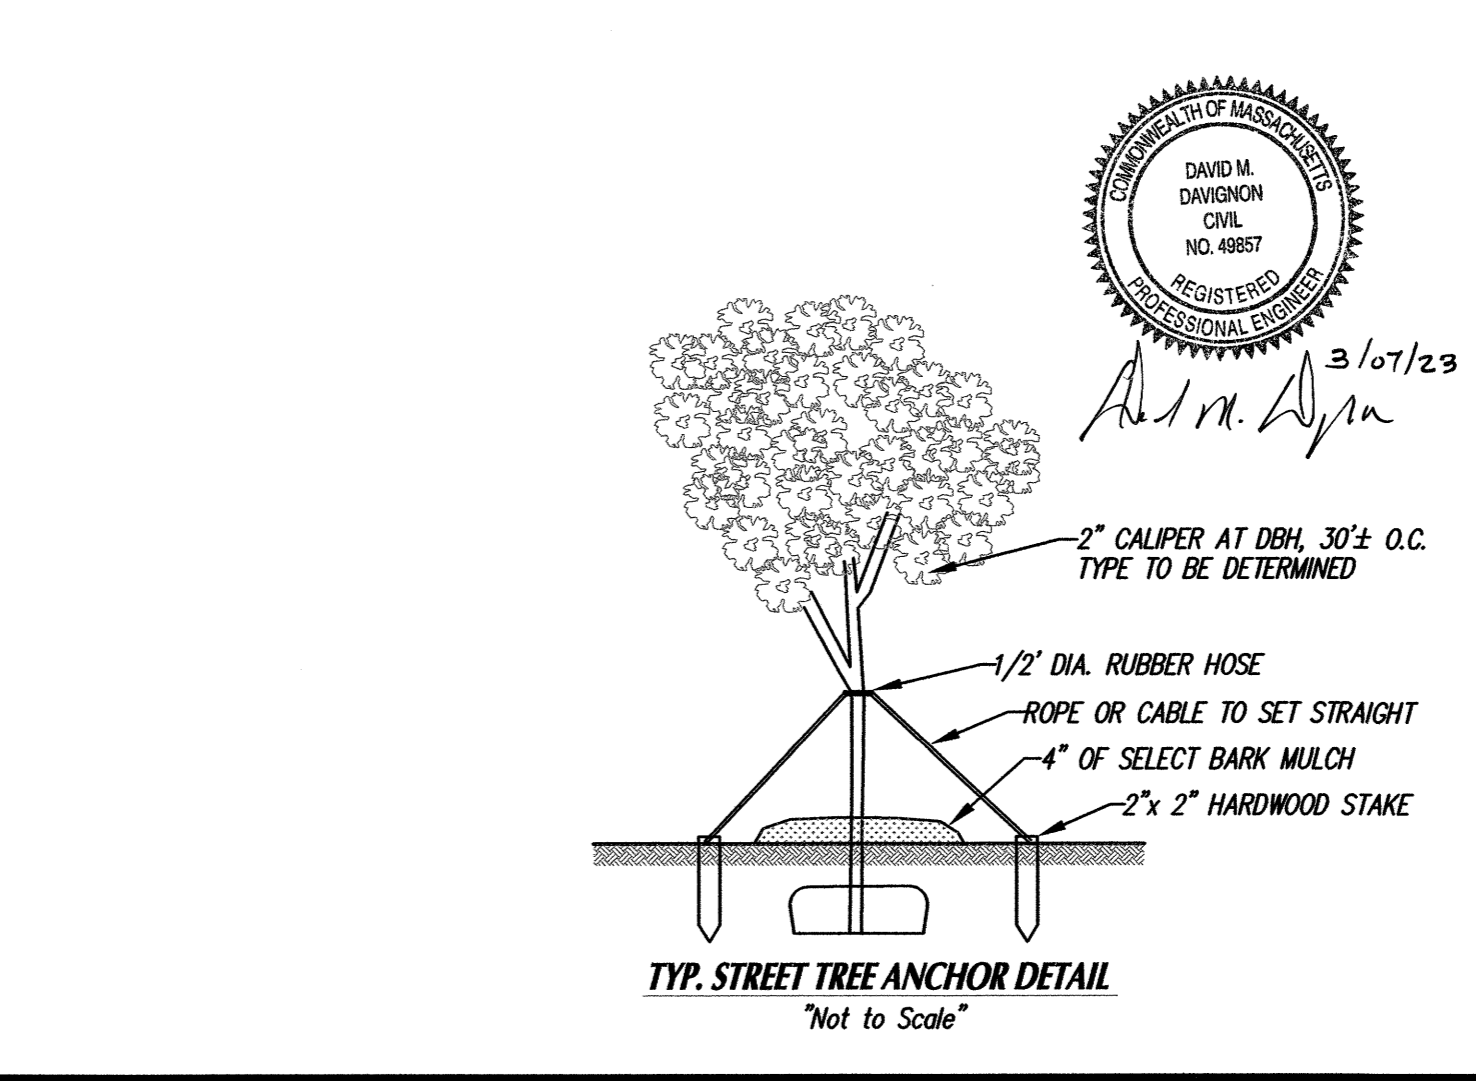 COMMONWEALTH OF MASSACHUSETTS
DAVID M.
DAVIGNON
CIVIL
NO. 49857
REGISTERED
PROFESSIONAL ENGINEER
3/07/23
2" CALIPER AT DBH, 30'± O.C.
TYPE TO BE DETERMINED
1/2' DIA. RUBBER HOSE
ROPE OR CABLE TO SET STRAIGHT
4" OF SELECT BARK MULCH
2"x 2" HARDWOOD STAKE
TYP. STREET TREE ANCHOR DETAIL
"Not to Scale"